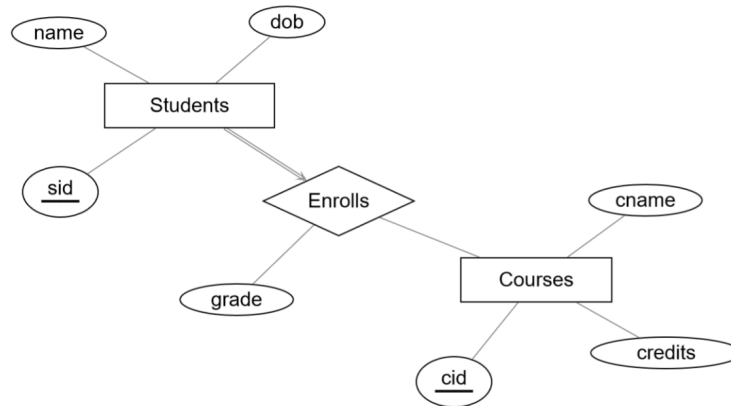 name
dob
Students
sid
Enrolls
cname
Courses
grade
credits
cid